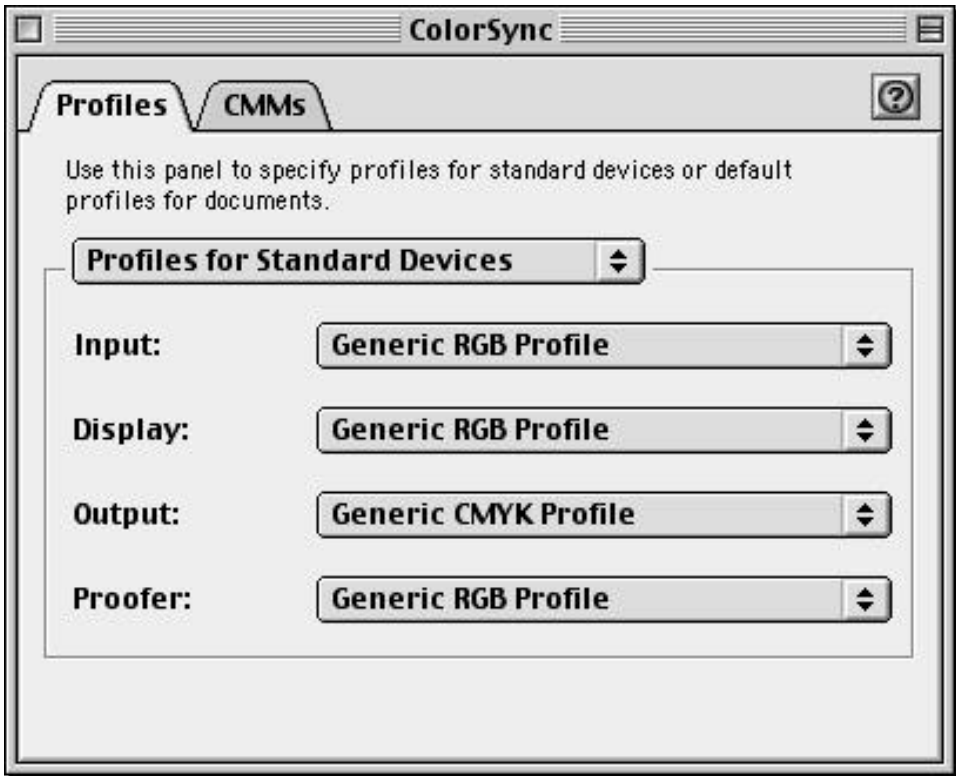 ColorSync
Profiles
CMMs
?
Use this panel to specify profiles for standard devices or default
profiles for documents.
Profiles for Standard Devices
Input: Generic RGB Profile
Display: Generic RGB Profile
Output: Generic CMYK Profile
Proofer: Generic RGB Profile